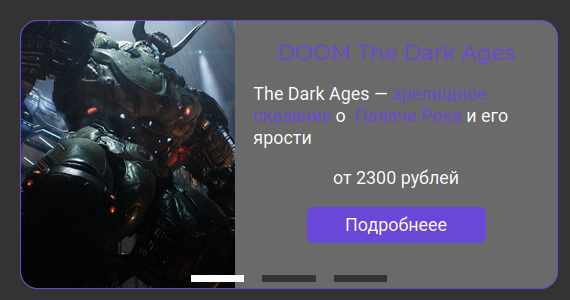 DOOM The Dark Ages
The Dark Ages — зрелищное
сказание о Палаче Рока и его
ярости
от 2300 рублей
Подробнеее